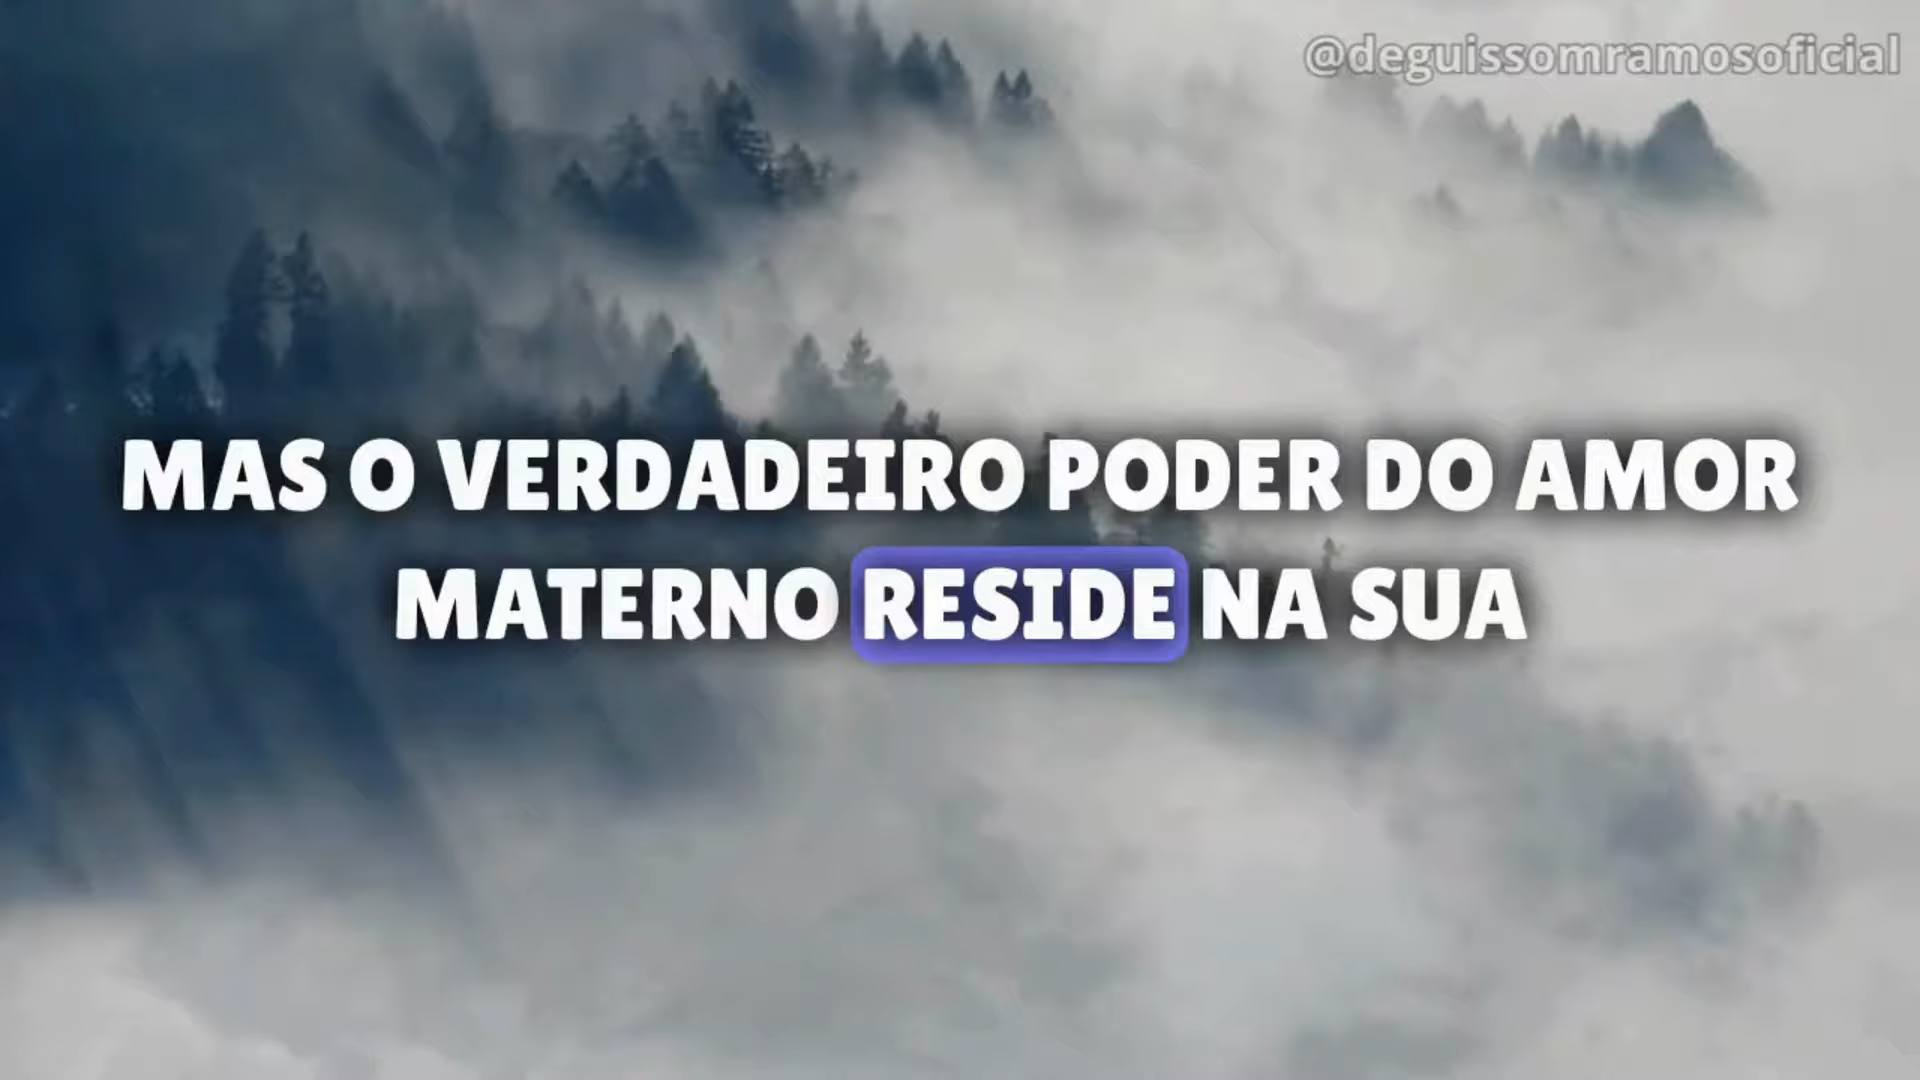 @deguissomramosoficial
MAS O VERDADEIRO PODER DO AMOR
MATERNO RESIDE NA SUA